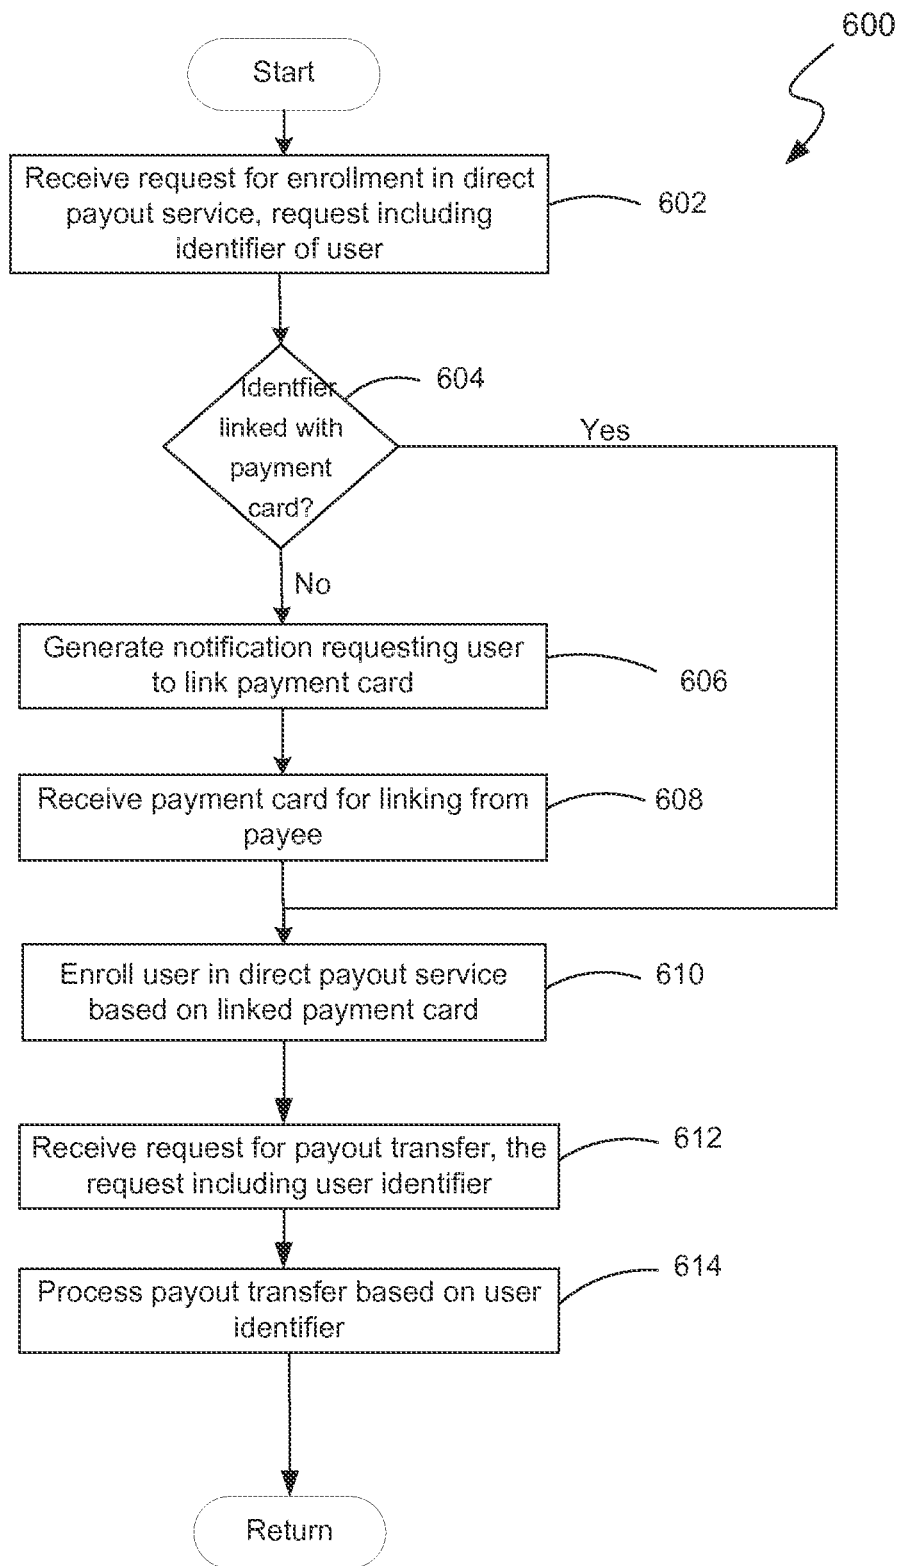 600
Start
Receive request for enrollment in direct
payout service, request including
identifier of user
602
Identfier
linked with
payment
card?
604
Yes
No
Generate notification requesting user
to link payment card
606
Receive payment card for linking from
payee
608
Enroll user in direct payout service
based on linked payment card
610
Receive request for payout transfer, the
request including user identifier
612
Process payout transfer based on user
identifier
614
Return